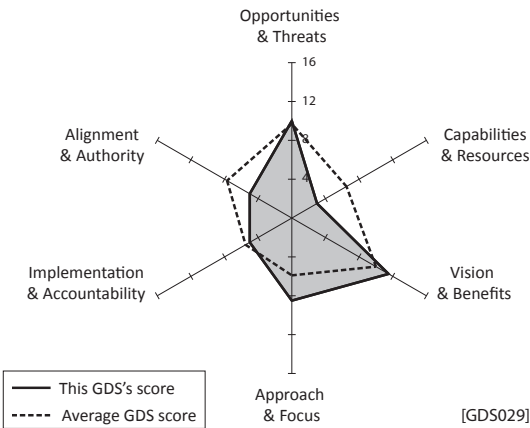 Opportunities
& Threats
16
12
8
4
Alignment
& Authority
Capabilities
& Resources
Implementation
& Accountability
Vision
& Benefits
Approach
& Focus
This GDS's score
Average GDS score
[GDS029]